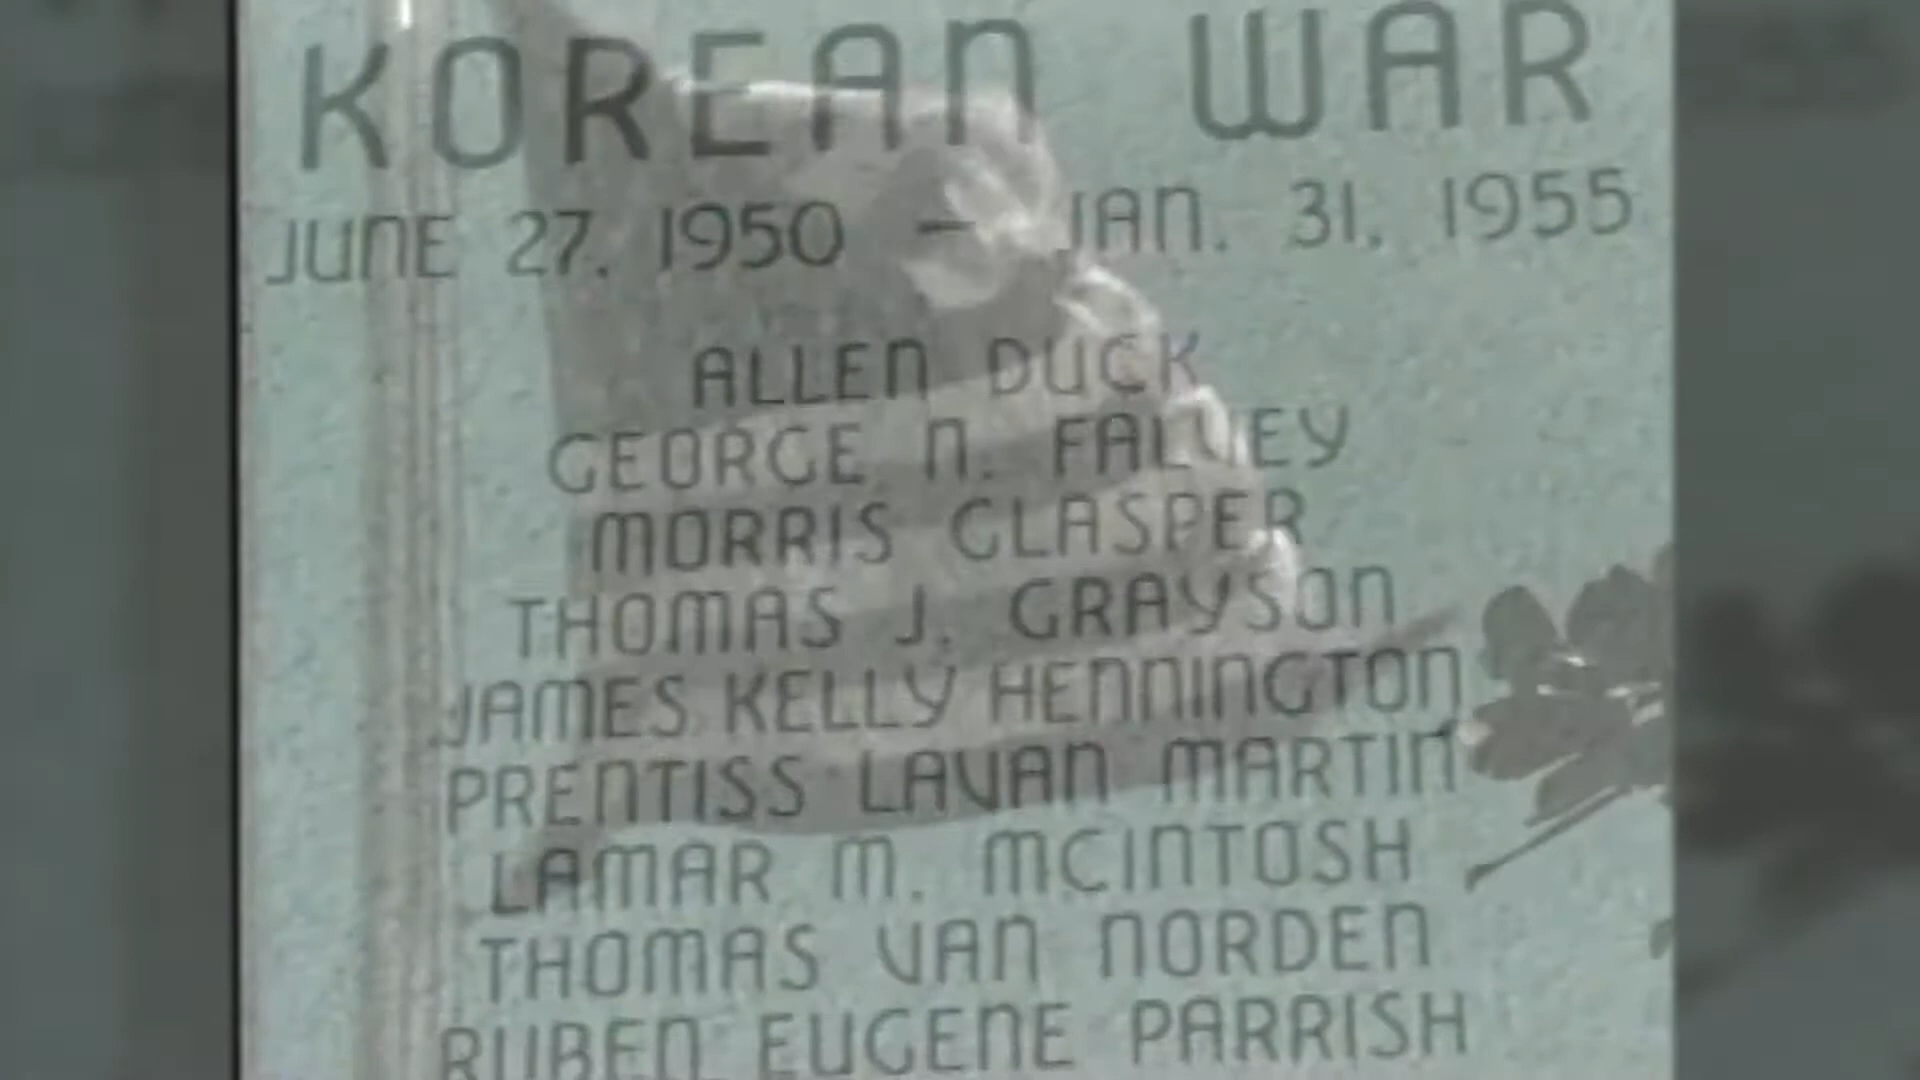 KOREAN WAR
JUNE 27, 1950 – JAN. 31, 1955
ALLEN DUCK
GEORGE N. FALVEY
MORRIS GLASPER
THOMAS J. GRAYSON
JAMES KELLY HENNINGTON
PRENTISS LAVAN MARTIN
LAMAR M. MCINTOSH
THOMAS VAN NORDEN
RUBEN EUGENE PARRISH